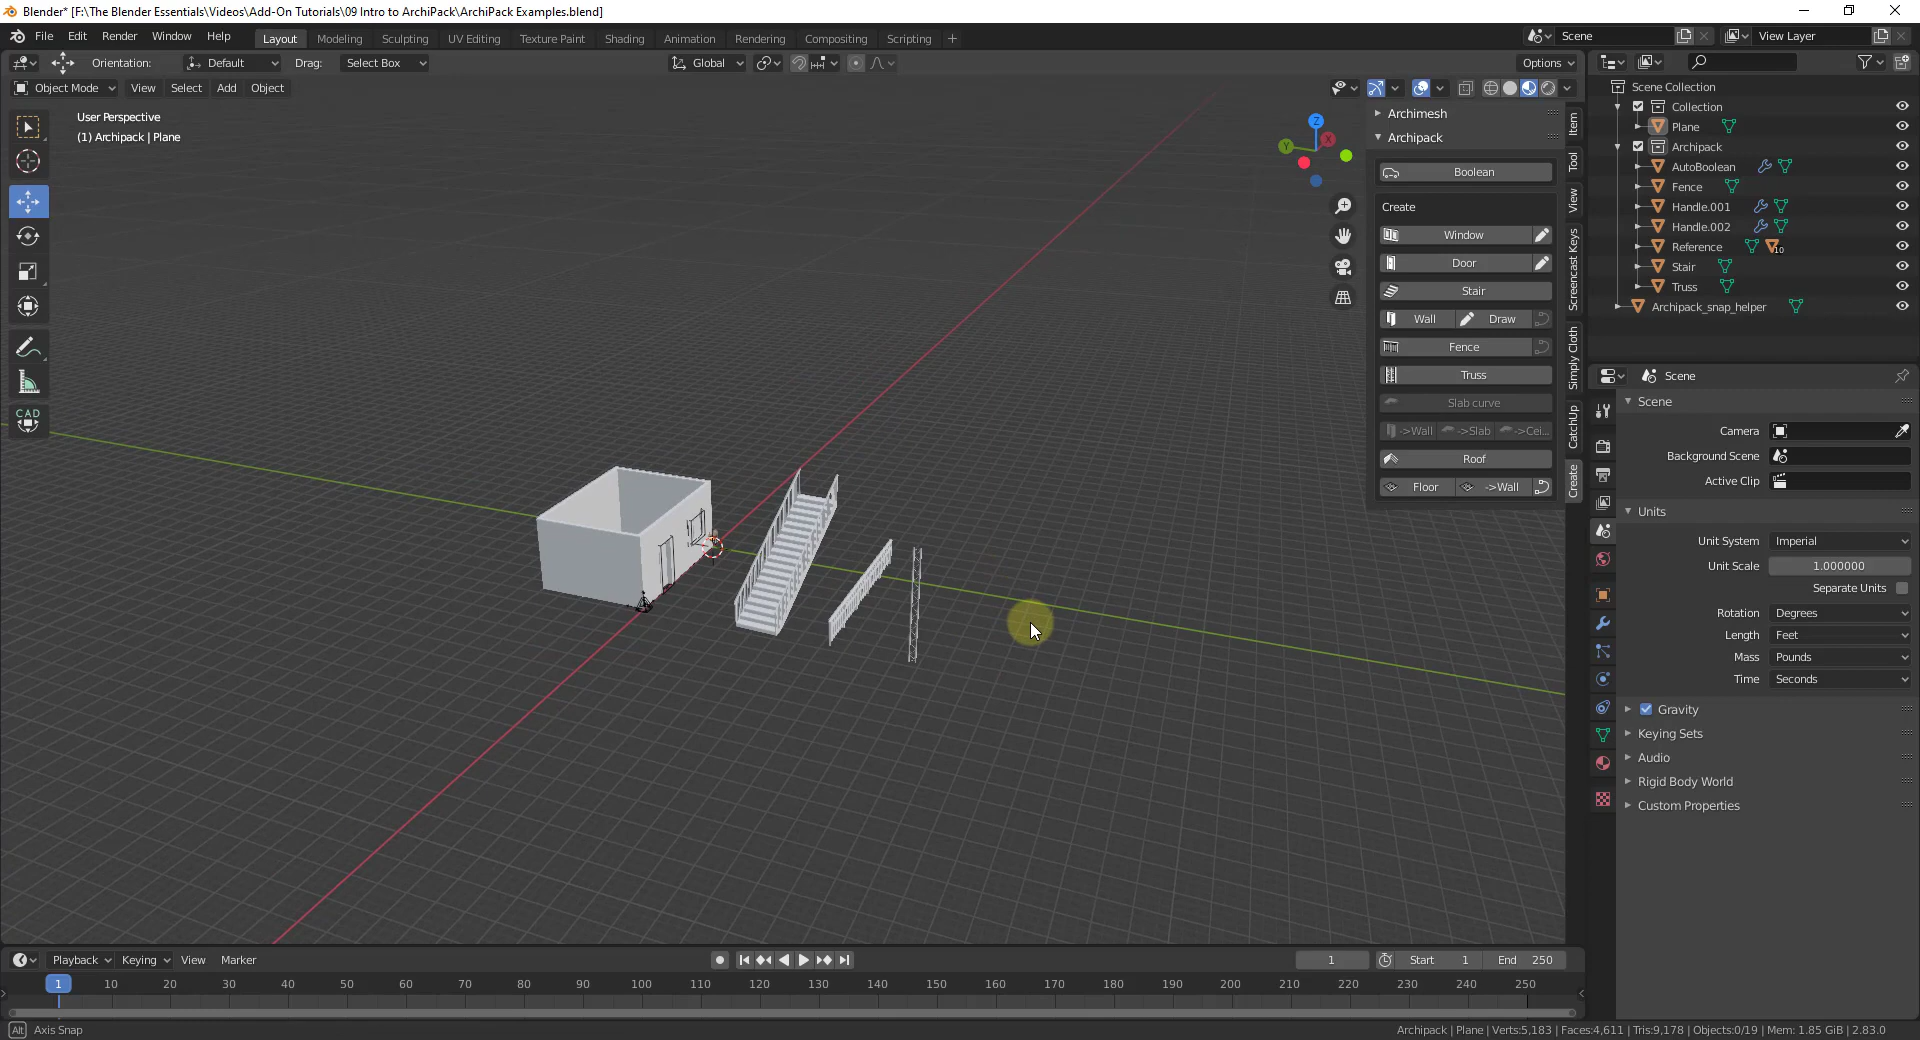 Blender* [F:\The Blender Essentials\Videos\Add-On Tutorials\09 Intro to ArchiPack\ArchiPack Examples.blend]
File Edit Render Window Help Layout Modeling Sculpting UV Editing Texture Paint Shading Animation Rendering Compositing Scripting + Scene View Layer
Orientation: Default Drag: Select Box Global Options
Object Mode View Select Add Object
User Perspective
(1) Archipack | Plane
CAD
Z
X
Y
Archimesh
Archipack
Boolean
Create
Window
Door
Stair
Wall Draw
Fence
Truss
Slab curve
->Wall ->Slab ->Cei...
Roof
Floor ->Wall
Item
Tool
View
Screencast Keys
Simply Cloth
CatchUp
Create
Scene Collection
Collection
Plane
Archipack
AutoBoolean
Fence
Handle.001
Handle.002
Reference 10
Stair
Truss
Archipack_snap_helper
Scene
Scene
Camera
Background Scene
Active Clip
Units
Unit System Imperial
Unit Scale 1.000000
Separate Units
Rotation Degrees
Length Feet
Mass Pounds
Time Seconds
Gravity
Keying Sets
Audio
Rigid Body World
Custom Properties
Playback Keying View Marker 1 Start 1 End 250
1 10 20 30 40 50 60 70 80 90 100 110 120 130 140 150 160 170 180 190 200 210 220 230 240 250
Alt Axis Snap
Archipack | Plane | Verts:5,183 | Faces:4,611 | Tris:9,178 | Objects:0/19 | Mem: 1.85 GiB | 2.83.0